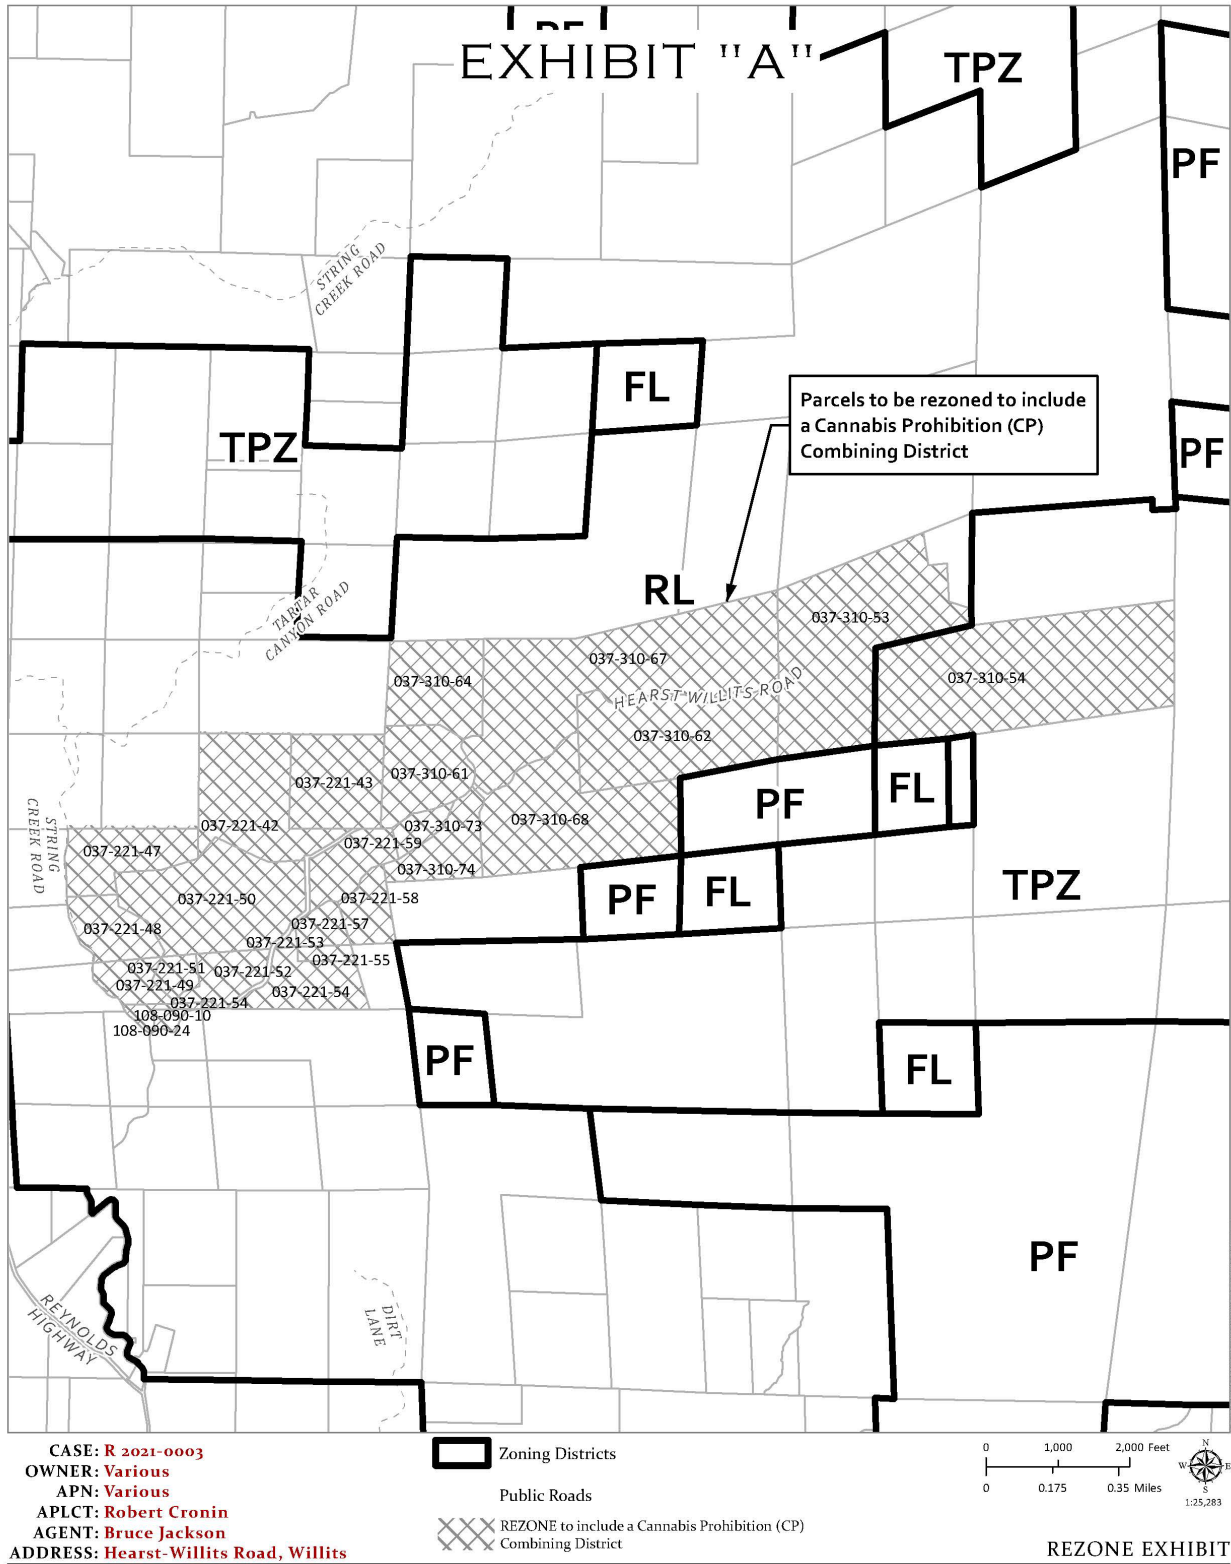 PF
EXHIBIT "A"
TPZ
PF
STRING
CREEK ROAD
FL
Parcels to be rezoned to include
a Cannabis Prohibition (CP)
Combining District
TPZ
PF
RL
TARTAR
CANYON ROAD
037-310-53
037-310-67
037-310-64
037-310-54
HEARST WILLITS ROAD
037-310-62
037-310-61
037-221-43
FL
PF
037-310-68
037-221-42
037-310-73
STRING
CREEK ROAD
037-221-59
037-221-47
037-310-74
TPZ
FL
PF
037-221-50
037-221-58
037-221-57
037-221-48
037-221-53
037-221-55
037-221-51
037-221-52
037-221-49
037-221-54
037-221-54
108-090-10
108-090-24
PF
FL
PF
REYNOLDS
HIGHWAY
DIRT
LANE
CASE: R 2021-0003
OWNER: Various
APN: Various
APLCT: Robert Cronin
AGENT: Bruce Jackson
ADDRESS: Hearst-Willits Road, Willits
Zoning Districts
Public Roads
REZONE to include a Cannabis Prohibition (CP)
Combining District
0 1,000 2,000 Feet
0 0.175 0.35 Miles
N
W E
S
1:25,283
REZONE EXHIBIT